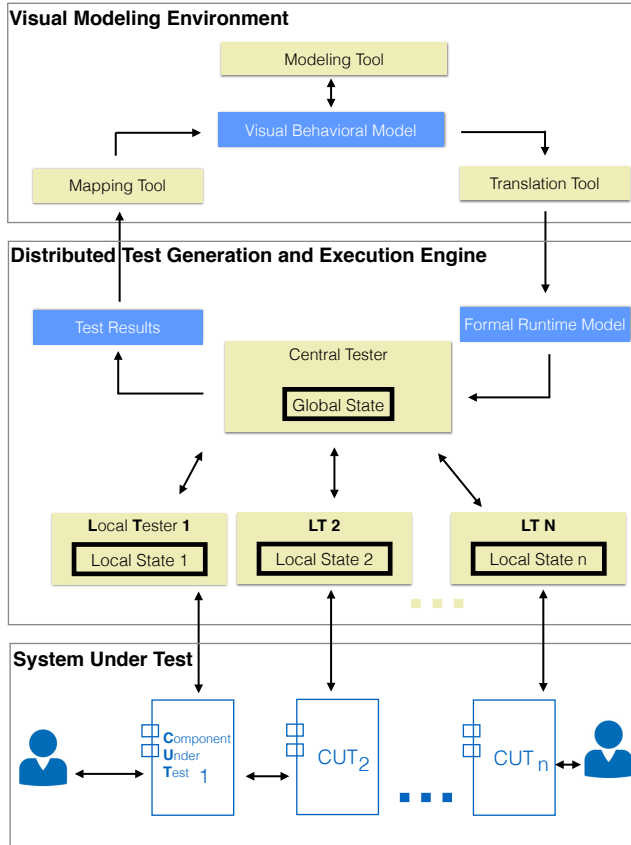 Visual Modeling Environment
Modeling Tool
Visual Behavioral Model
Mapping Tool
Translation Tool
Distributed Test Generation and Execution Engine
Test Results
Formal Runtime Model
Central Tester
Global State
Local Tester 1
LT 2
LT N
Local State 1
Local State 2
Local State n
System Under Test
Component
Under
Test 1
CUT2
CUTn